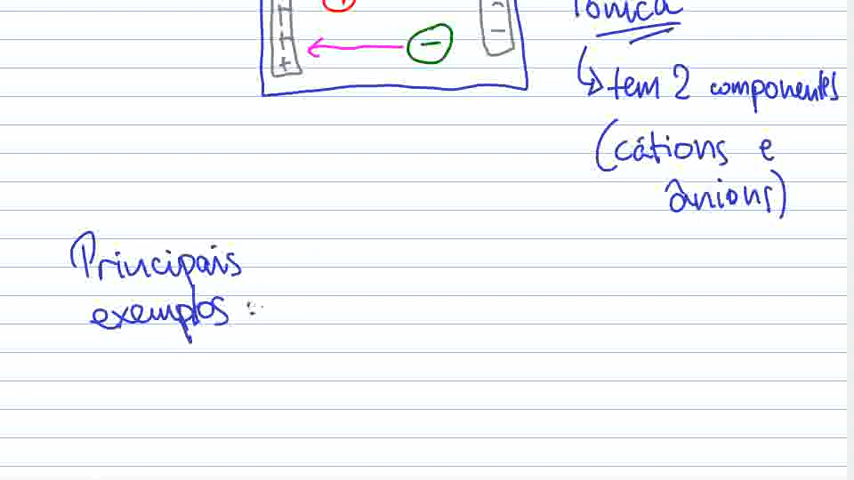 Iônica
↳ tem 2 componentes
(cátions e
ânions)
Principais
exemplos :
+
-
-
+